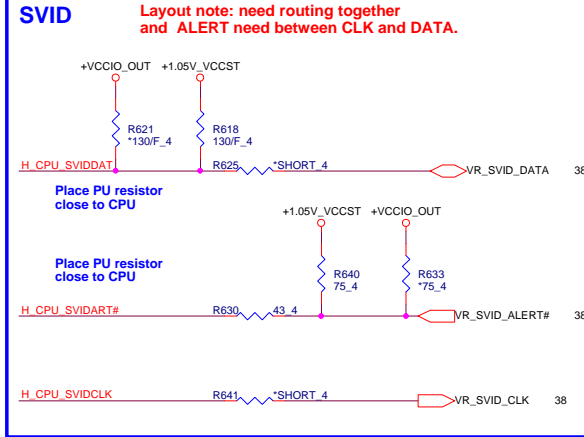 SVID
Layout note: need routing together
and ALERT need between CLK and DATA.
+VCCIO_OUT +1.05V_VCCST
R621 R618
*130/F_4 130/F_4
H_CPU_SVIDDAT R625 *SHORT_4 VR_SVID_DATA 38
Place PU resistor
close to CPU
+1.05V_VCCST +VCCIO_OUT
Place PU resistor
close to CPU
R640 R633
75_4 *75_4
H_CPU_SVIDART# R630 43_4 VR_SVID_ALERT# 38
H_CPU_SVIDCLK R641 *SHORT_4 VR_SVID_CLK 38